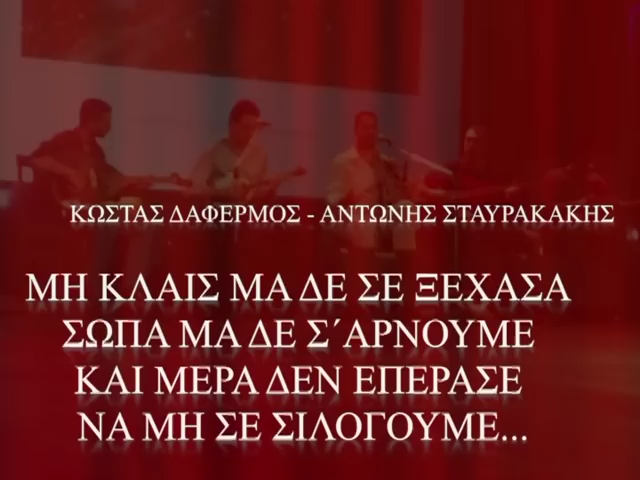 ΚΩΣΤΑΣ ΔΑΦΕΡΜΟΣ - ΑΝΤΩΝΗΣ ΣΤΑΥΡΑΚΑΚΗΣ
ΜΗ ΚΛΑΙΣ ΜΑ ΔΕ ΣΕ ΞΕΧΑΣΑ
ΣΩΠΑ ΜΑ ΔΕ Σ΄ΑΡΝΟΥΜΕ
ΚΑΙ ΜΕΡΑ ΔΕΝ ΕΠΕΡΑΣΕ
ΝΑ ΜΗ ΣΕ ΣΙΛΟΓΟΥΜΕ...